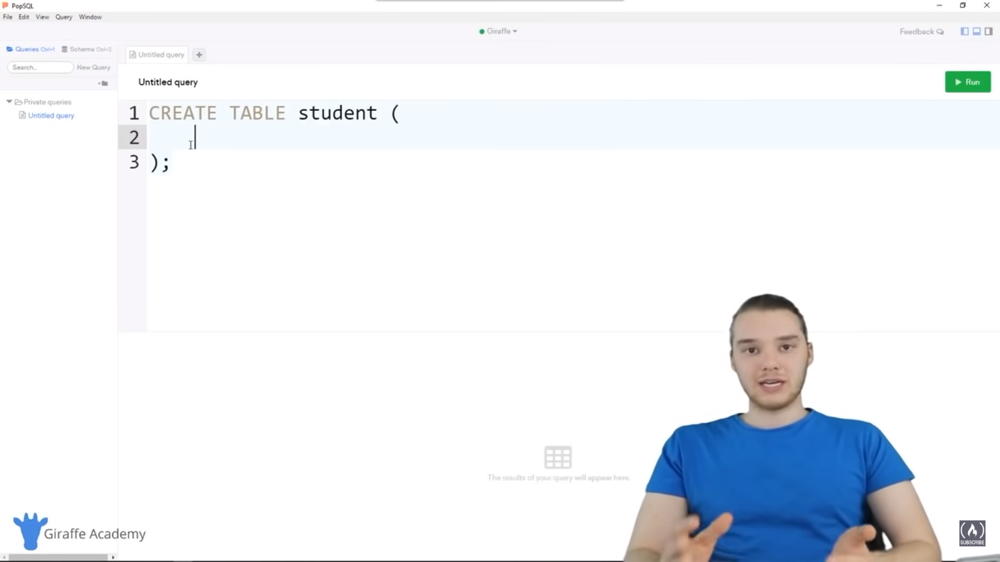 PopSQL
File Edit View Query Window
Giraffe
Feedback
Queries Ctrl+1 Schema Ctrl+2
Untitled query +
Search... New Query
Untitled query
Run
Private queries
Untitled query
1 CREATE TABLE student (
2
3 );
The results of your query will appear here.
Giraffe Academy
SUBSCRIBE